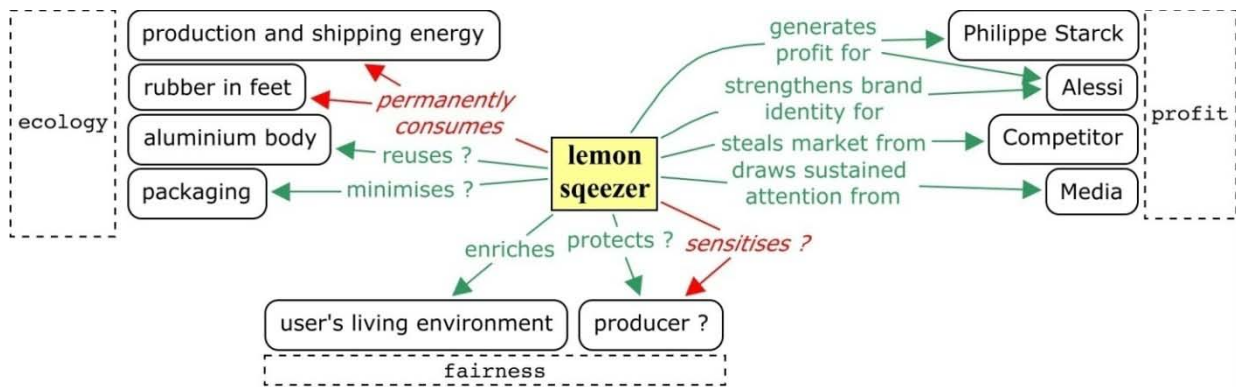 production and shipping energy
rubber in feet
aluminium body
packaging
ecology
permanently
consumes
reuses ?
minimises ?
lemon
sqeezer
generates
profit for
strengthens brand
identity for
steals market from
draws sustained
attention from
Philippe Starck
Alessi
Competitor
Media
profit
enriches
protects ?
sensitises ?
user's living environment
producer ?
fairness